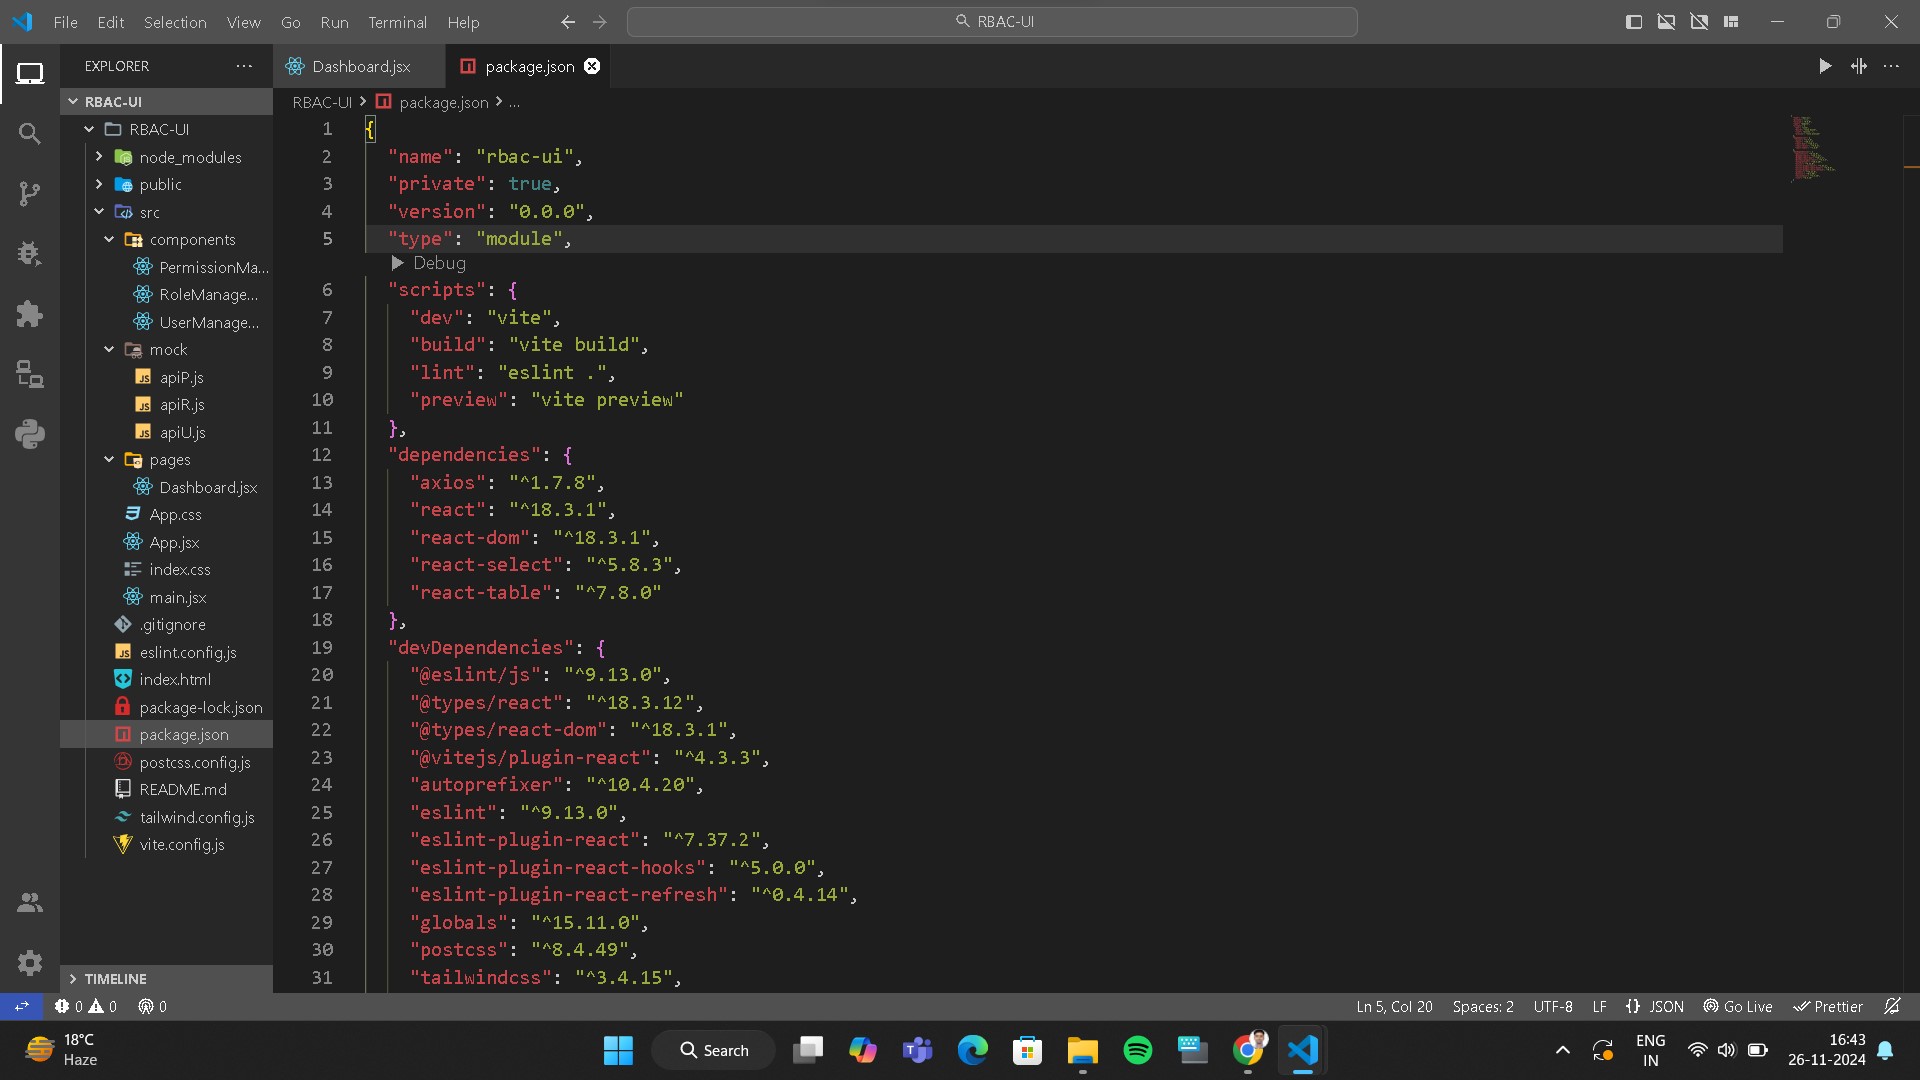 File Edit Selection View Go Run Terminal Help
RBAC-UI
EXPLORER
Dashboard.jsx
package.json
RBAC-UI
RBAC-UI > package.json > ...
RBAC-UI
node_modules
public
src
components
PermissionMa...
RoleManage...
UserManage...
mock
apiP.js
apiR.js
apiU.js
pages
Dashboard.jsx
App.css
App.jsx
index.css
main.jsx
.gitignore
eslint.config.js
index.html
package-lock.json
package.json
postcss.config.js
README.md
tailwind.config.js
vite.config.js
TIMELINE
1 {
2 "name": "rbac-ui",
3 "private": true,
4 "version": "0.0.0",
5 "type": "module",
Debug
6 "scripts": {
7 "dev": "vite",
8 "build": "vite build",
9 "lint": "eslint .",
10 "preview": "vite preview"
11 },
12 "dependencies": {
13 "axios": "^1.7.8",
14 "react": "^18.3.1",
15 "react-dom": "^18.3.1",
16 "react-select": "^5.8.3",
17 "react-table": "^7.8.0"
18 },
19 "devDependencies": {
20 "@eslint/js": "^9.13.0",
21 "@types/react": "^18.3.12",
22 "@types/react-dom": "^18.3.1",
23 "@vitejs/plugin-react": "^4.3.3",
24 "autoprefixer": "^10.4.20",
25 "eslint": "^9.13.0",
26 "eslint-plugin-react": "^7.37.2",
27 "eslint-plugin-react-hooks": "^5.0.0",
28 "eslint-plugin-react-refresh": "^0.4.14",
29 "globals": "^15.11.0",
30 "postcss": "^8.4.49",
31 "tailwindcss": "^3.4.15",
0 0 0
Ln 5, Col 20 Spaces: 2 UTF-8 LF {} JSON Go Live Prettier
18°C
Haze
Search
ENG
IN
16:43
26-11-2024